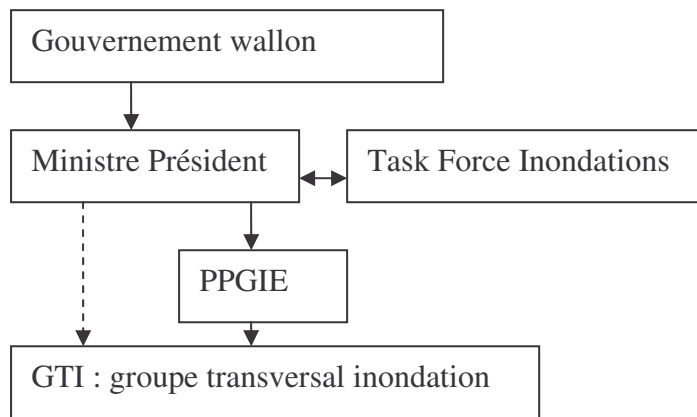 Gouvernement wallon
Ministre Président
Task Force Inondations
PPGIE
GTI : groupe transversal inondation